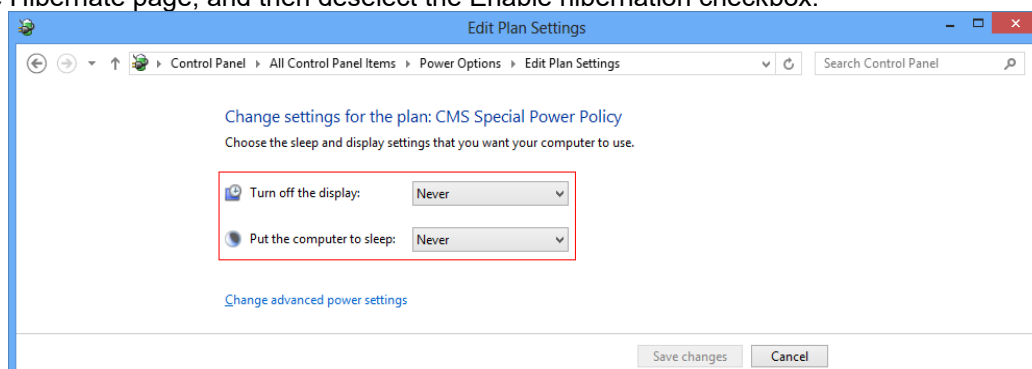 Hibernate page, and then deselect the Enable hibernation checkbox.
Edit Plan Settings
Control Panel ▸ All Control Panel Items ▸ Power Options ▸ Edit Plan Settings
Search Control Panel
Change settings for the plan: CMS Special Power Policy
Choose the sleep and display settings that you want your computer to use.
Turn off the display: Never
Put the computer to sleep: Never
Change advanced power settings
Save changes Cancel